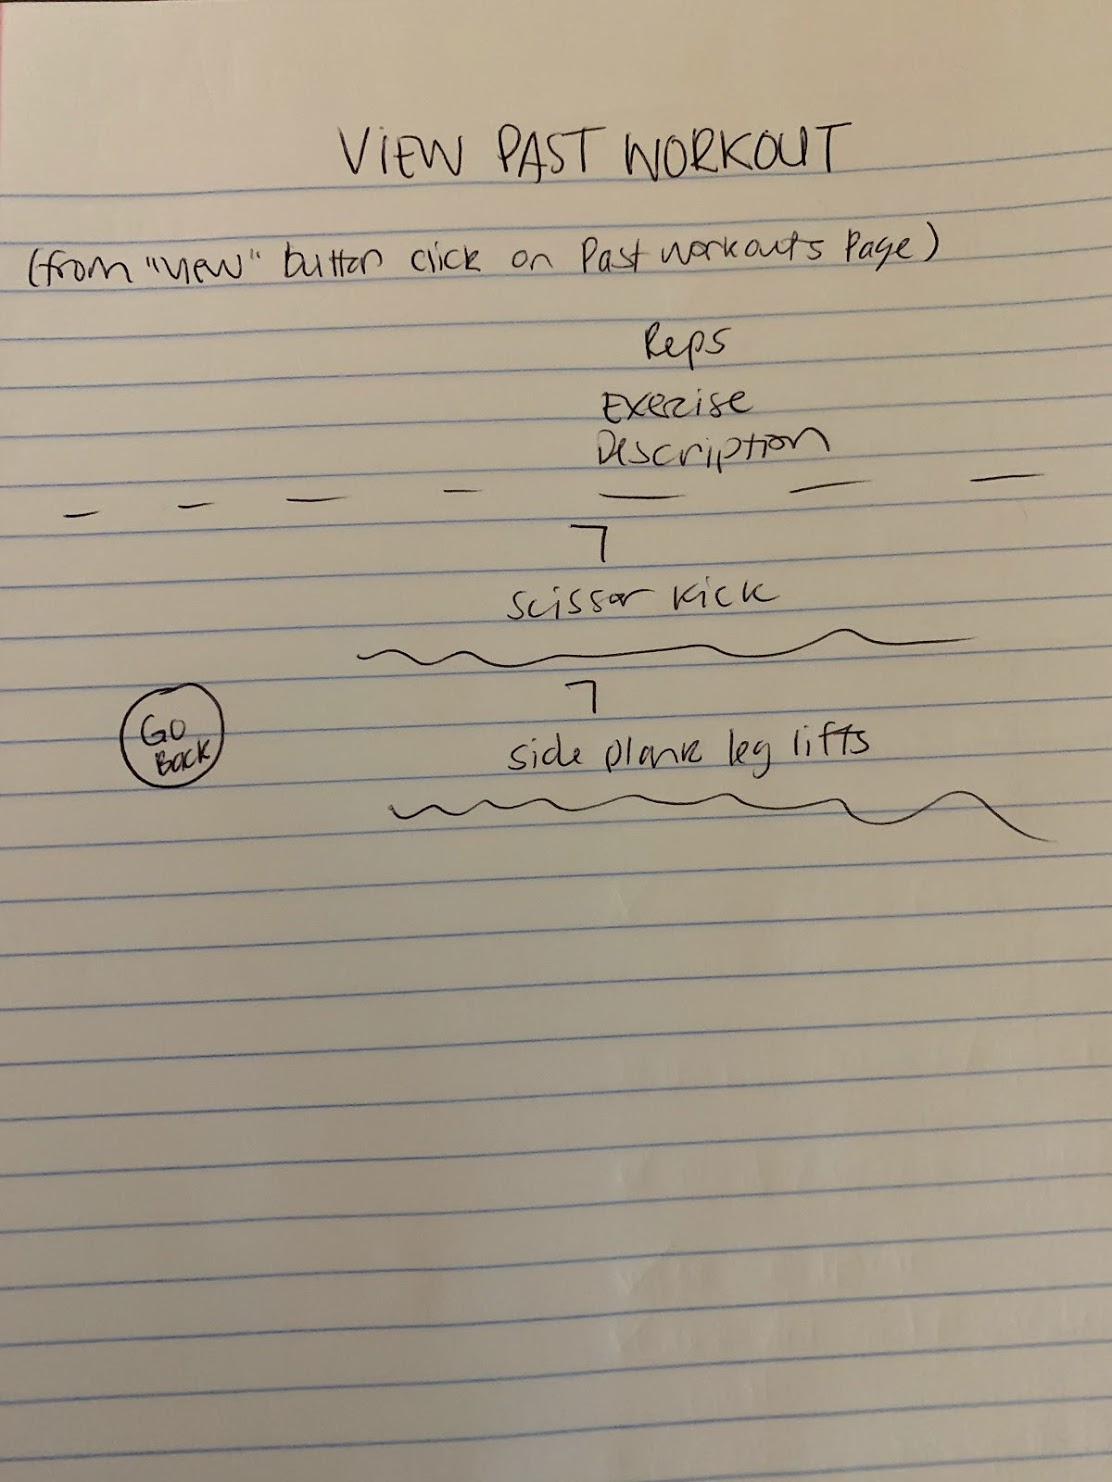 VIEW PAST WORKOUT
(from "view" button click on Past workouts Page)
Reps
Exercise
Description
7
scissor kick
7
side plank leg lifts
Go
Back